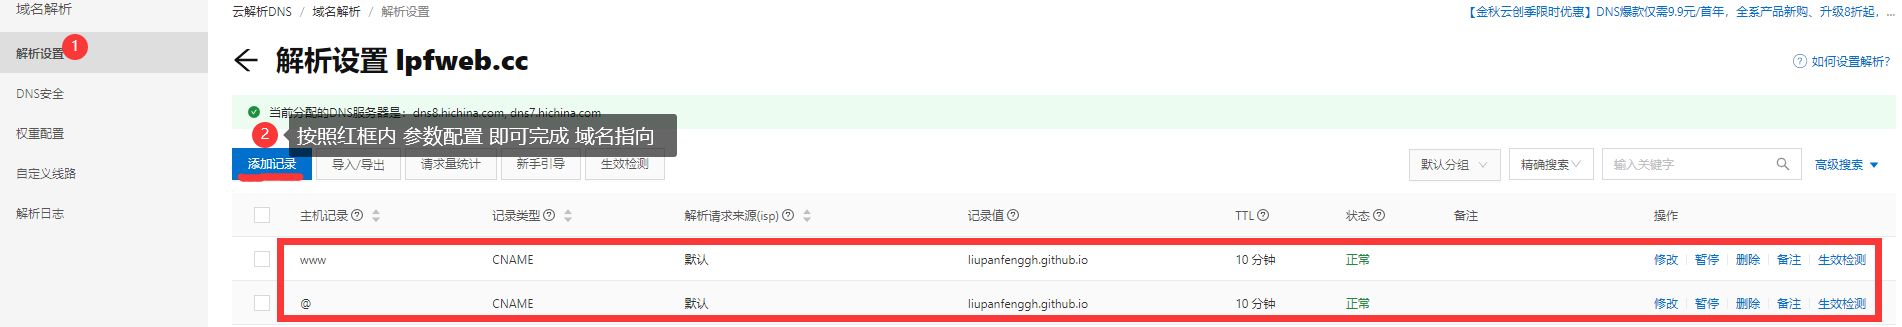 域名解析
云解析DNS / 域名解析 / 解析设置
【金秋云创季限时优惠】DNS爆款仅需9.9元/首年，全系产品新购、升级8折起，...
解析设置 1
解析设置 lpfweb.cc
如何设置解析?
DNS安全
当前分配的DNS服务器是：dns8.hichina.com, dns7.hichina.com
权重配置
2 按照红框内 参数配置 即可完成 域名指向
添加记录 导入/导出 请求量统计 新手引导 生效检测 默认分组 精确搜索 输入关键字 高级搜索
自定义线路
解析日志
主机记录 记录类型 解析请求来源(isp) 记录值 TTL 状态 备注 操作
www CNAME 默认 liupanfenggh.github.io 10 分钟 正常 修改 暂停 删除 备注 生效检测
@ CNAME 默认 liupanfenggh.github.io 10 分钟 正常 修改 暂停 删除 备注 生效检测